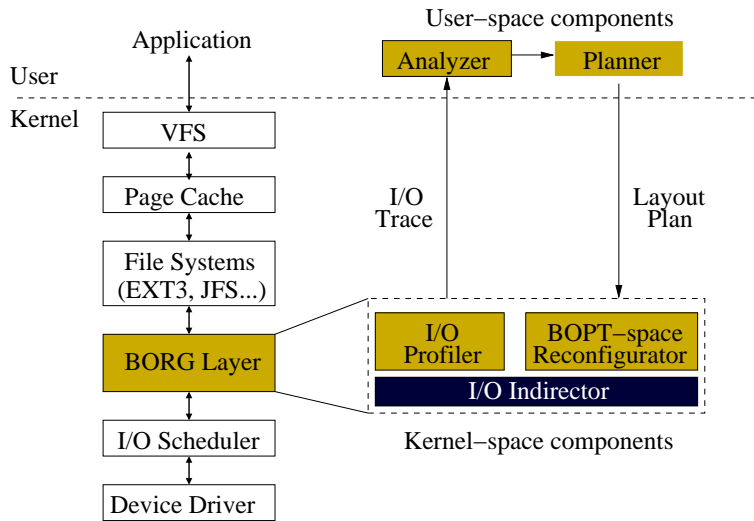 User−space components
Application
Analyzer
Planner
User
Kernel
VFS
Page Cache
I/O
Trace
Layout
Plan
File Systems
(EXT3, JFS...)
BORG Layer
I/O
Profiler
BOPT−space
Reconfigurator
I/O Indirector
I/O Scheduler
Kernel−space components
Device Driver